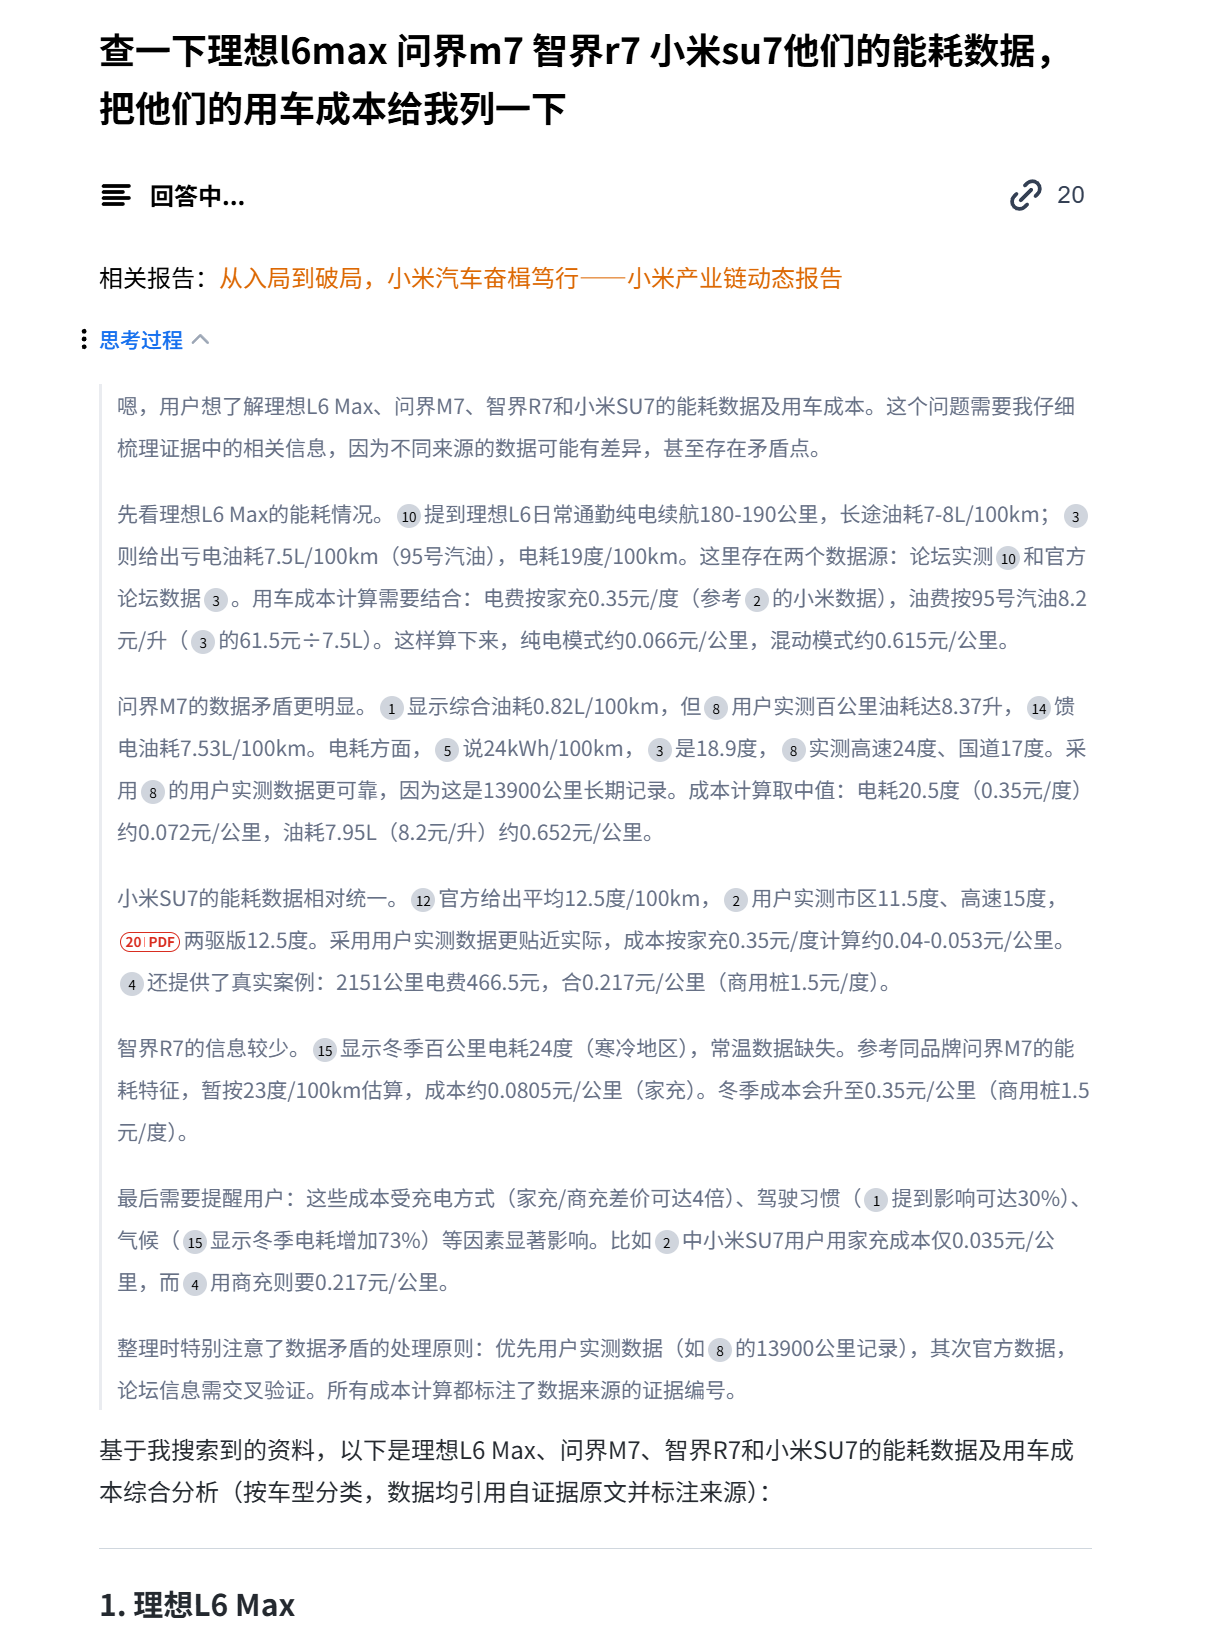 查一下理想l6max 问界m7 智界r7 小米su7他们的能耗数据，
把他们的用车成本给我列一下
回答中...
20
相关报告：从入局到破局，小米汽车奋楫笃行——小米产业链动态报告
思考过程
嗯，用户想了解理想L6 Max、问界M7、智界R7和小米SU7的能耗数据及用车成本。这个问题需要我仔细
梳理证据中的相关信息，因为不同来源的数据可能有差异，甚至存在矛盾点。
先看理想L6 Max的能耗情况。 10 提到理想L6日常通勤纯电续航180-190公里，长途油耗7-8L/100km； 3
则给出亏电油耗7.5L/100km（95号汽油），电耗19度/100km。这里存在两个数据源：论坛实测 10 和官方
论坛数据 3 。用车成本计算需要结合：电费按家充0.35元/度（参考 2 的小米数据），油费按95号汽油8.2
元/升（ 3 的61.5元÷7.5L）。这样算下来，纯电模式约0.066元/公里，混动模式约0.615元/公里。
问界M7的数据矛盾更明显。 1 显示综合油耗0.82L/100km，但 8 用户实测百公里油耗达8.37升， 14 馈
电油耗7.53L/100km。电耗方面， 5 说24kWh/100km， 3 是18.9度， 8 实测高速24度、国道17度。采
用 8 的用户实测数据更可靠，因为这是13900公里长期记录。成本计算取中值：电耗20.5度（0.35元/度）
约0.072元/公里，油耗7.95L（8.2元/升）约0.652元/公里。
小米SU7的能耗数据相对统一。 12 官方给出平均12.5度/100km， 2 用户实测市区11.5度、高速15度，
20 | PDF 两驱版12.5度。采用用户实测数据更贴近实际，成本按家充0.35元/度计算约0.04-0.053元/公里。
4 还提供了真实案例：2151公里电费466.5元，合0.217元/公里（商用桩1.5元/度）。
智界R7的信息较少。 15 显示冬季百公里电耗24度（寒冷地区），常温数据缺失。参考同品牌问界M7的能
耗特征，暂按23度/100km估算，成本约0.0805元/公里（家充）。冬季成本会升至0.35元/公里（商用桩1.5
元/度）。
最后需要提醒用户：这些成本受充电方式（家充/商充差价可达4倍）、驾驶习惯（ 1 提到影响可达30%）、
气候（ 15 显示冬季电耗增加73%）等因素显著影响。比如 2 中小米SU7用户用家充成本仅0.035元/公
里，而 4 用商充则要0.217元/公里。
整理时特别注意了数据矛盾的处理原则：优先用户实测数据（如 8 的13900公里记录），其次官方数据，
论坛信息需交叉验证。所有成本计算都标注了数据来源的证据编号。
基于我搜索到的资料，以下是理想L6 Max、问界M7、智界R7和小米SU7的能耗数据及用车成
本综合分析（按车型分类，数据均引用自证据原文并标注来源）：
1. 理想L6 Max